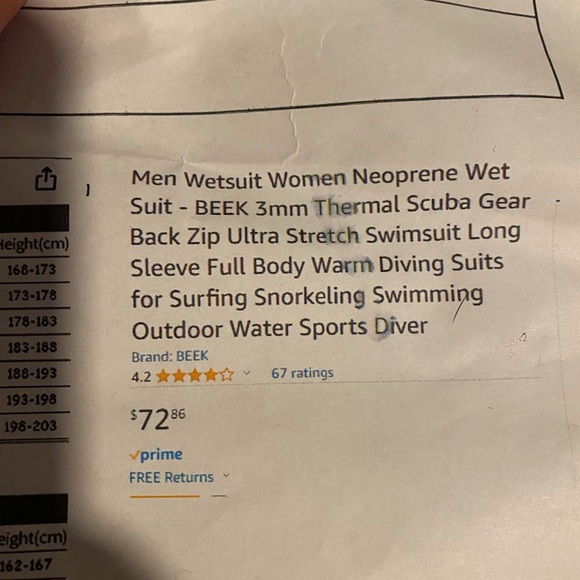 Height(cm)
168-173
173-178
178-183
183-188
188-193
193-198
198-203
eight(cm)
162-167
Men Wetsuit Women Neoprene Wet
Suit - BEEK 3mm Thermal Scuba Gear
Back Zip Ultra Stretch Swimsuit Long
Sleeve Full Body Warm Diving Suits
for Surfing Snorkeling Swimming
Outdoor Water Sports Diver
Brand: BEEK
4.2 67 ratings
$7286
prime
FREE Returns